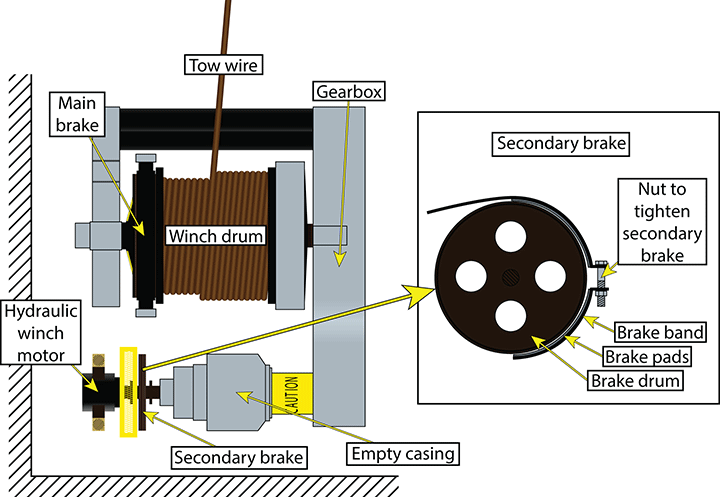 Tow wire
Main
brake
Gearbox
Winch drum
Hydraulic
winch
motor
CAUTION
Secondary brake
Empty casing
Secondary brake
Nut to
tighten
secondary
brake
Brake band
Brake pads
Brake drum